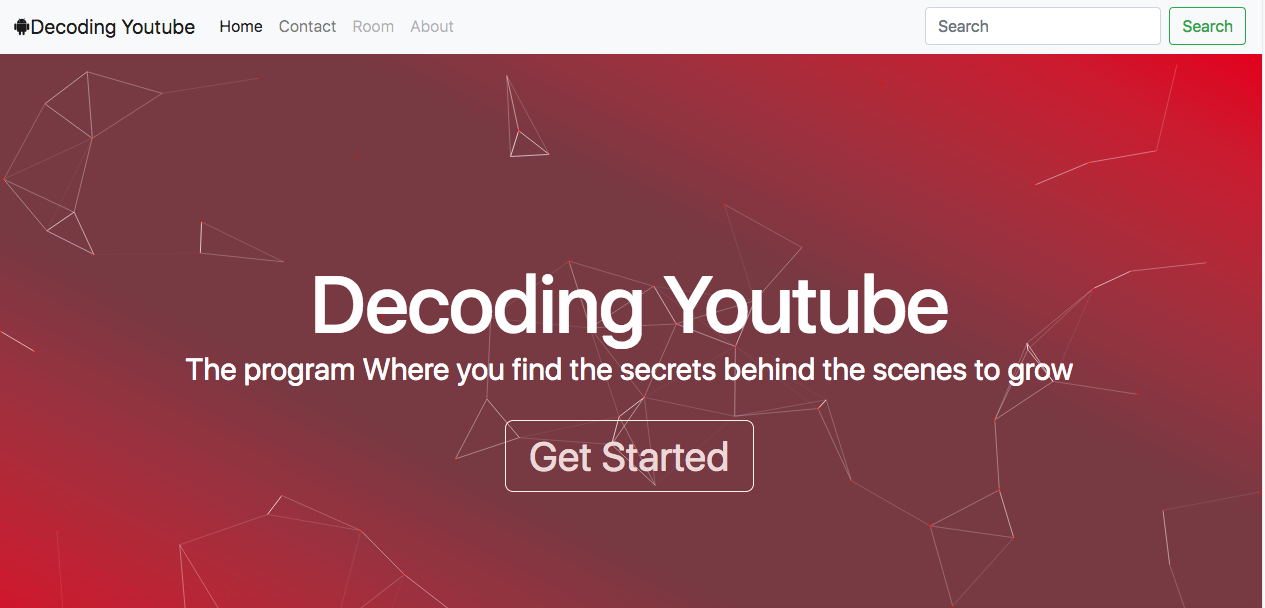 Decoding Youtube Home Contact Room About Search Search
Decoding Youtube
The program Where you find the secrets behind the scenes to grow
Get Started